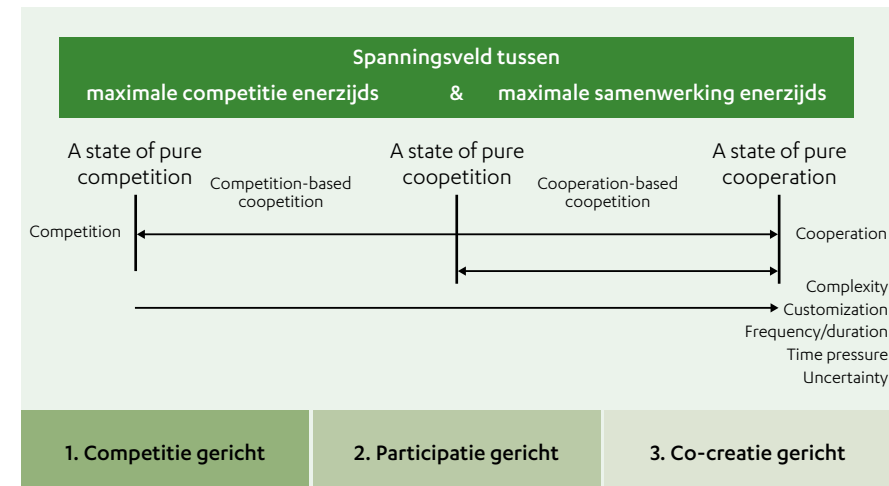 Spanningsveld tussen
maximale competitie enerzijds & maximale samenwerking enerzijds
A state of pure
competition
Competition-based
coopetition
A state of pure
coopetition
Cooperation-based
coopetition
A state of pure
cooperation
Competition
Cooperation
Complexity
Customization
Frequency/duration
Time pressure
Uncertainty
1. Competitie gericht
2. Participatie gericht
3. Co-creatie gericht